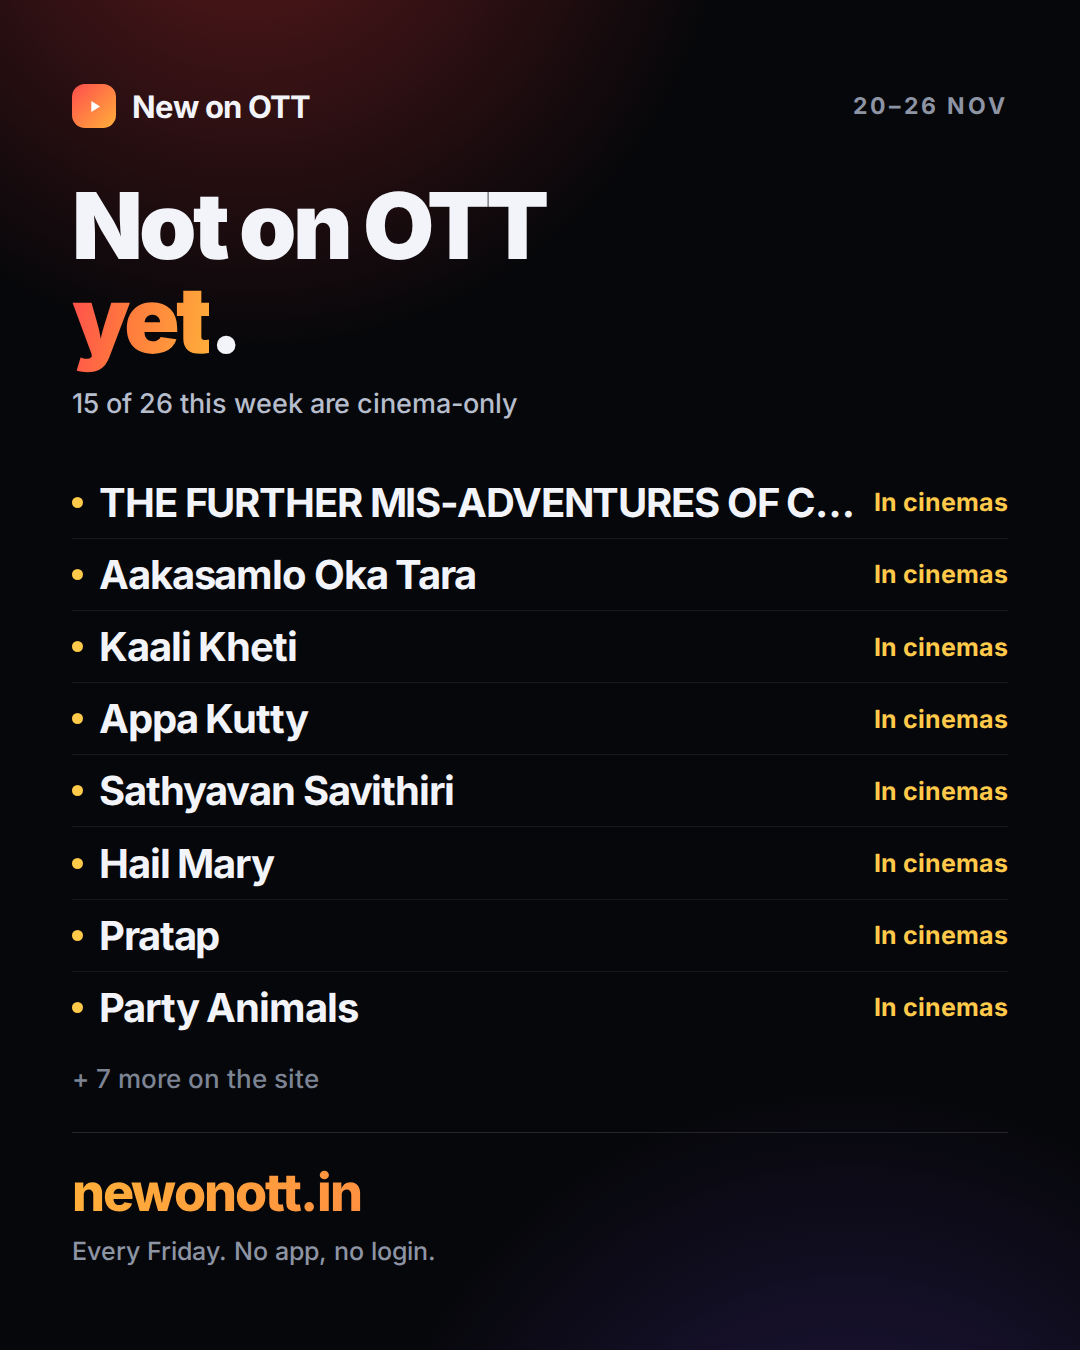 New on OTT
20–26 NOV
Not on OTT
yet.
15 of 26 this week are cinema-only
THE FURTHER MIS-ADVENTURES OF C... In cinemas
Aakasamlo Oka Tara In cinemas
Kaali Kheti In cinemas
Appa Kutty In cinemas
Sathyavan Savithiri In cinemas
Hail Mary In cinemas
Pratap In cinemas
Party Animals In cinemas
+ 7 more on the site
newonott.in
Every Friday. No app, no login.